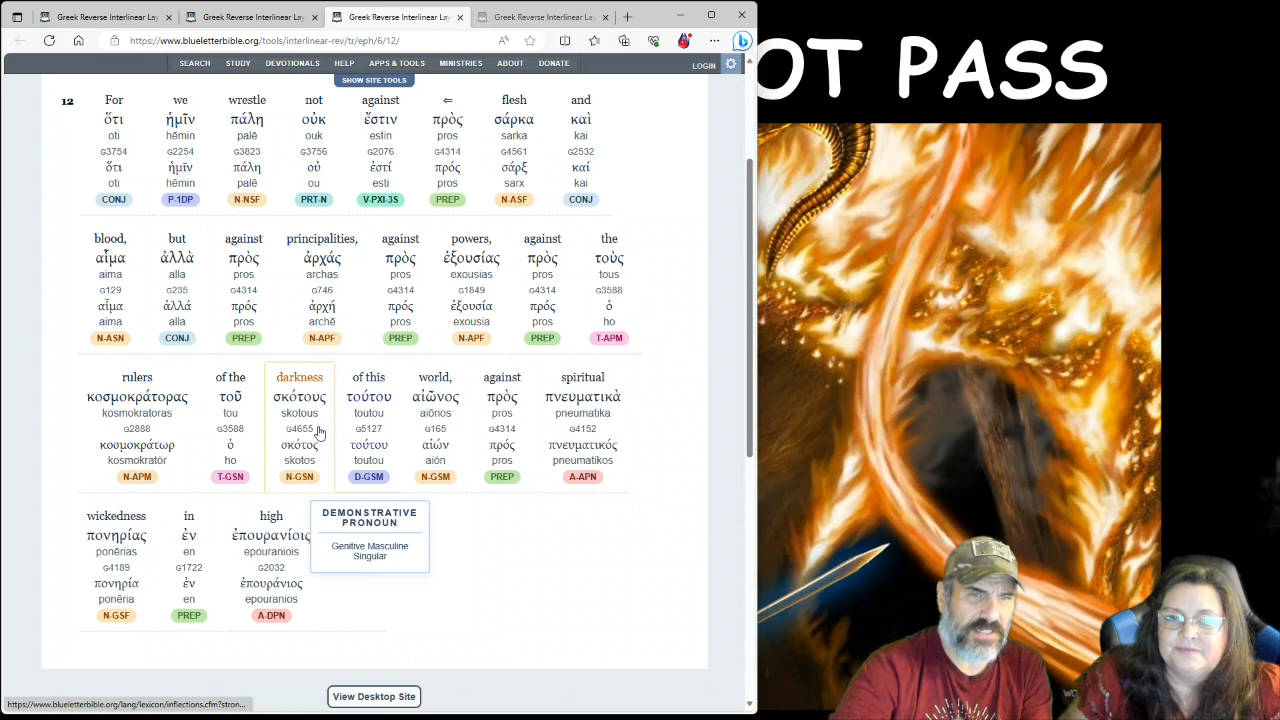 Greek Reverse Interlinear Lay
Greek Reverse Interlinear Lay
Greek Reverse Interlinear Lay
Greek Reverse Interlinear Lay
https://www.blueletterbible.org/tools/interlinear-rev/tr/eph/6/12/
SEARCH STUDY DEVOTIONALS HELP APPS & TOOLS MINISTRIES ABOUT DONATE LOGIN
SHOW SITE TOOLS
12 For we wrestle not against ⇐ flesh and
ὅτι ἡμῖν πάλη οὐκ ἔστιν πρὸς σάρκα καὶ
oti hēmin palē ouk estin pros sarka kai
G3754 G2254 G3823 G3756 G2076 G4314 G4561 G2532
ὅτι ἡμῖν πάλη οὐ ἐστί πρός σάρξ καί
oti hēmin palē ou esti pros sarx kai
CONJ P-1DP N-NSF PRT-N V-PXI-3S PREP N-ASF CONJ
blood, but against principalities, against powers, against the
αἷμα ἀλλὰ πρὸς ἀρχάς πρὸς ἐξουσίας πρὸς τοὺς
aima alla pros archas pros exousias pros tous
G129 G235 G4314 G746 G4314 G1849 G4314 G3588
αἷμα ἀλλά πρός ἀρχή πρός ἐξουσία πρός ὁ
aima alla pros archē pros exousia pros ho
N-ASN CONJ PREP N-APF PREP N-APF PREP T-APM
rulers of the darkness of this world, against spiritual
κοσμοκράτορας τοῦ σκότους τούτου αἰῶνος πρὸς πνευματικὰ
kosmokratoras tou skotous toutou aiōnos pros pneumatika
G2888 G3588 G4655 G5127 G165 G4314 G4152
κοσμοκράτωρ ὁ σκότος τούτου αἰών πρός πνευματικός
kosmokratōr ho skotos toutou aiōn pros pneumatikos
N-APM T-GSN N-GSN D-GSM N-GSM PREP A-APN
wickedness in high
πονηρίας ἐν ἐπουρανίοις
ponērias en epouraniois
G4189 G1722 G2032
πονηρία ἐν ἐπουράνιος
ponēria en epouranios
N-GSF PREP A-DPN
DEMONSTRATIVE
PRONOUN
Genitive Masculine
Singular
View Desktop Site
https://www.blueletterbible.org/lang/lexicon/inflections.cfm?stron...
OT PASS